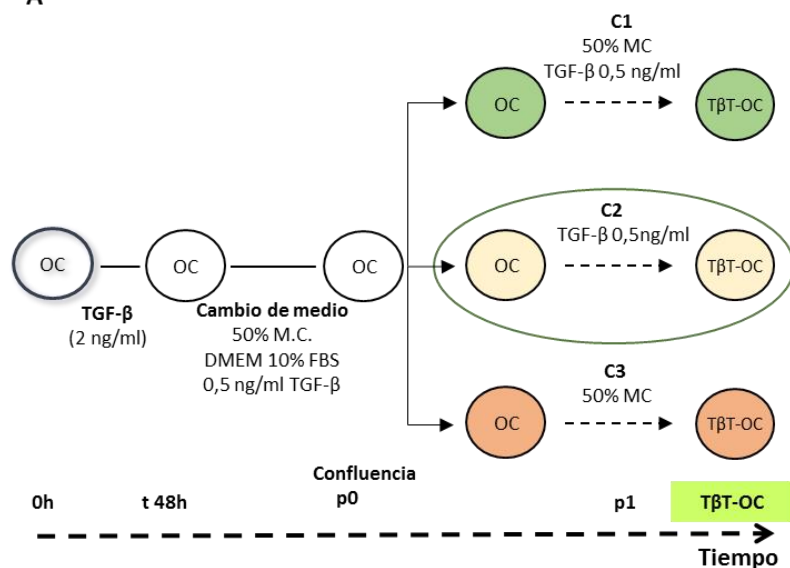 A
C1
50% MC
TGF-β 0,5 ng/ml
OC
TβT-OC
OC
OC
OC
TGF-β
(2 ng/ml)
Cambio de medio
50% M.C.
DMEM 10% FBS
0,5 ng/ml TGF-β
C2
TGF-β 0,5ng/ml
OC
TβT-OC
C3
50% MC
OC
TβT-OC
Confluencia
0h t 48h p0 p1 TβT-OC
Tiempo